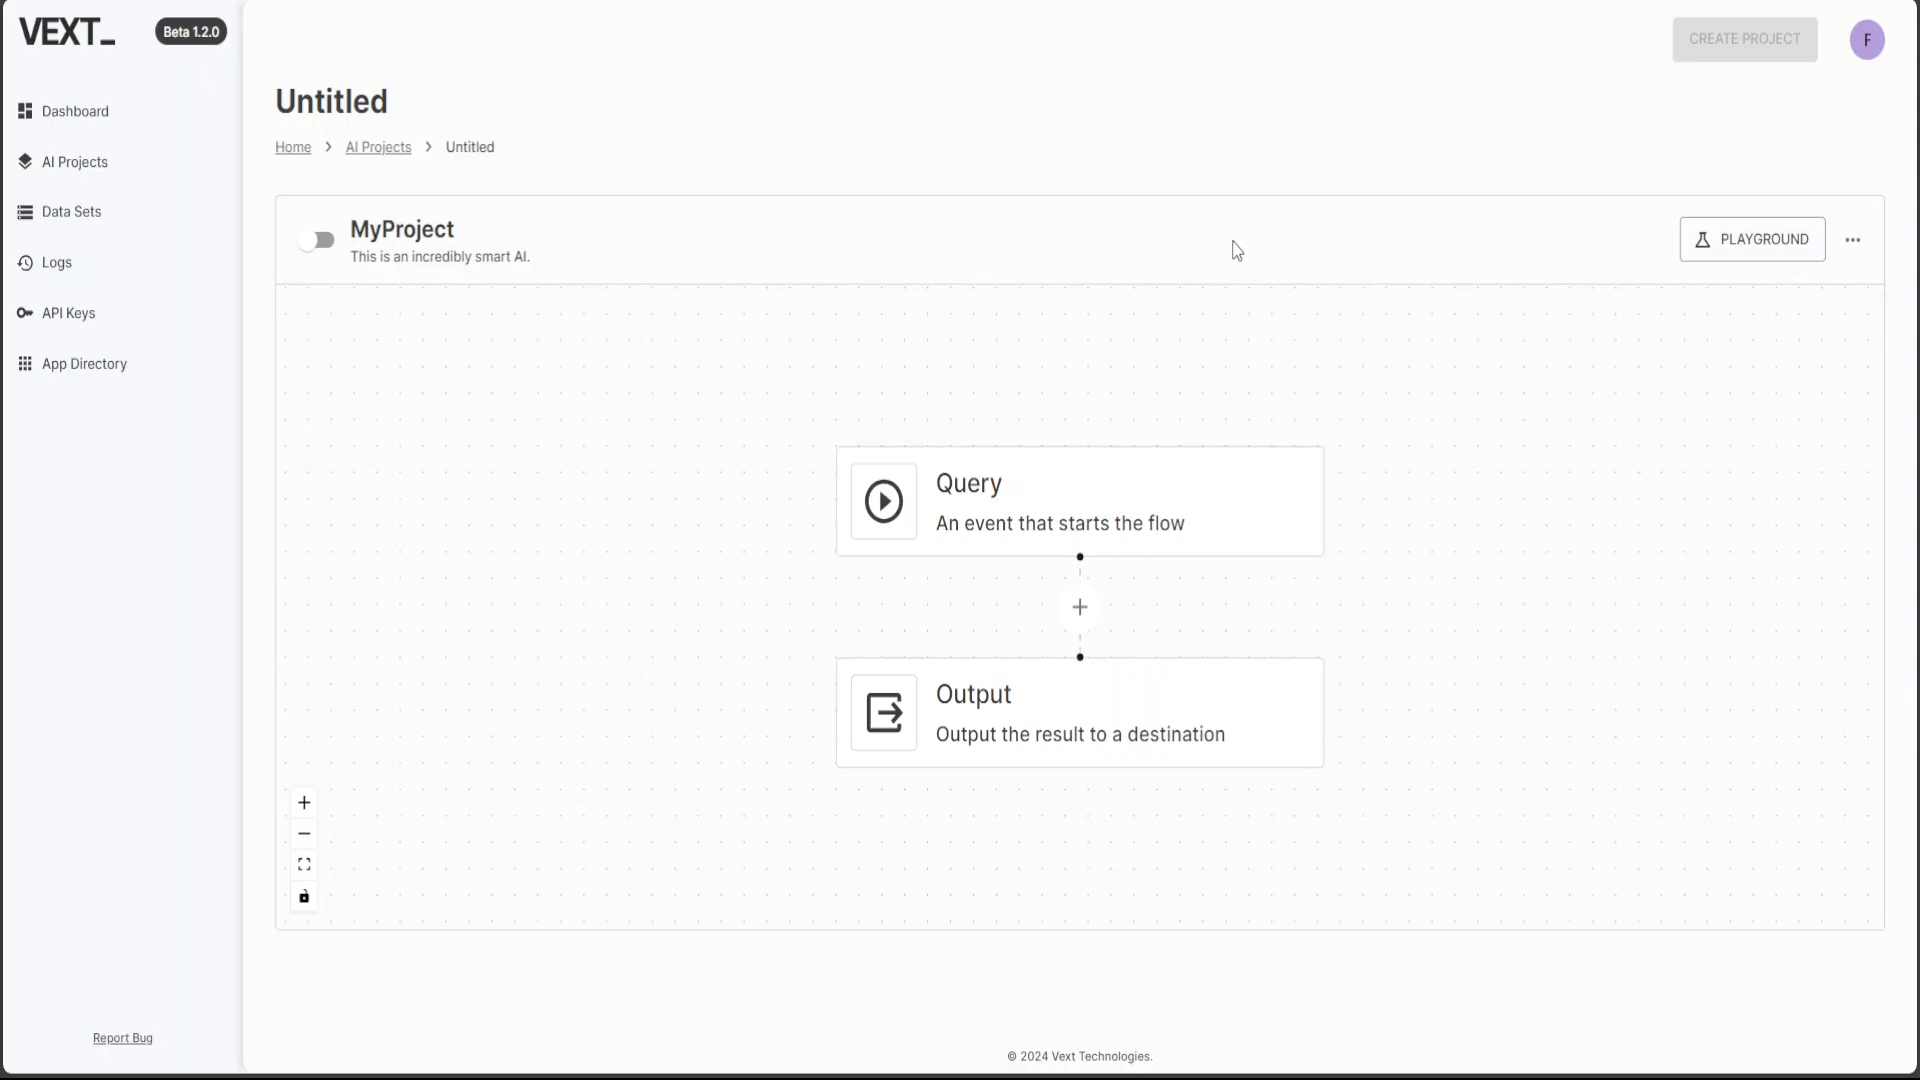 VEXT_
Beta 1.2.0
Dashboard
AI Projects
Data Sets
Logs
API Keys
App Directory
Report Bug
CREATE PROJECT
F
Untitled
Home > AI Projects > Untitled
MyProject
This is an incredibly smart AI.
PLAYGROUND
Query
An event that starts the flow
Output
Output the result to a destination
© 2024 Vext Technologies.